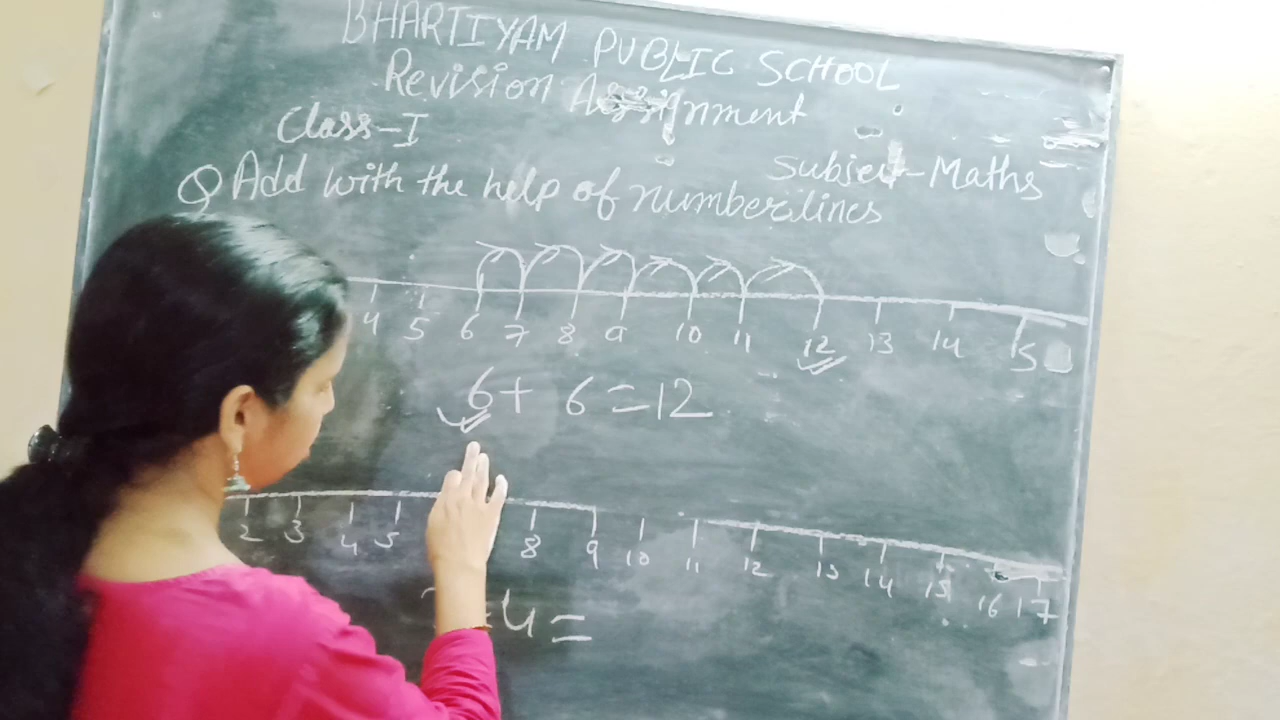 BHARTIYAM PUBLIC SCHOOL
Revision Assignment
Class-I
Subject-Maths
Q Add with the help of number lines
4 5 6 7 8 9 10 11 12 13 14 15
6 + 6 = 12
2 3 4 5 8 9 10 11 12 13 14 15 16 17
4 =